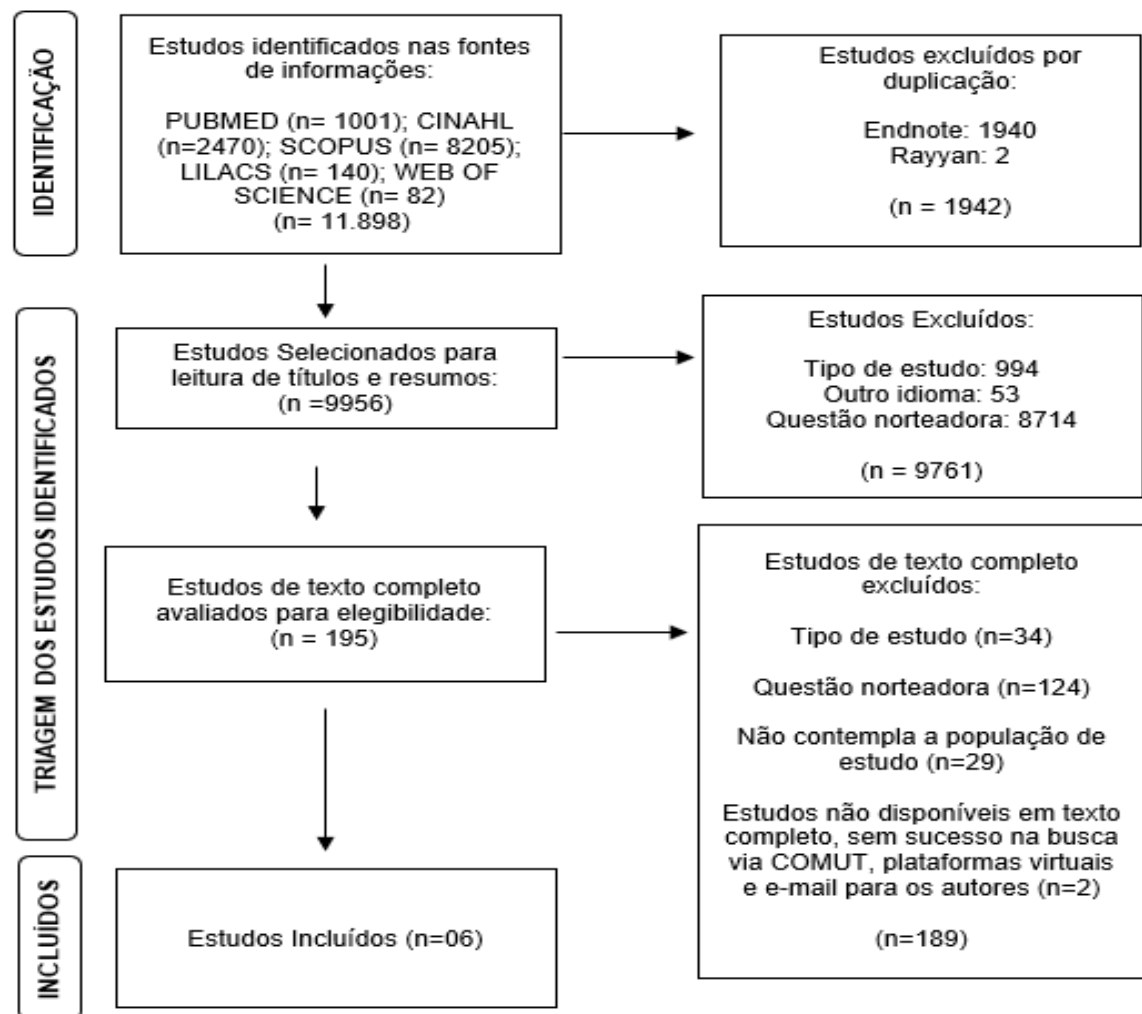 IDENTIFICAÇÃO
Estudos identificados nas fontes
de informações:
PUBMED (n= 1001); CINAHL
(n=2470); SCOPUS (n= 8205);
LILACS (n= 140); WEB OF
SCIENCE (n= 82)
(n= 11.898)
Estudos excluídos por
duplicação:
Endnote: 1940
Rayyan: 2
(n = 1942)
TRIAGEM DOS ESTUDOS IDENTIFICADOS
Estudos Selecionados para
leitura de títulos e resumos:
(n =9956)
Estudos Excluídos:
Tipo de estudo: 994
Outro idioma: 53
Questão norteadora: 8714
(n = 9761)
Estudos de texto completo
avaliados para elegibilidade:
(n = 195)
Estudos de texto completo
excluídos:
Tipo de estudo (n=34)
Questão norteadora (n=124)
Não contempla a população de
estudo (n=29)
Estudos não disponíveis em texto
completo, sem sucesso na busca
via COMUT, plataformas virtuais
e e-mail para os autores (n=2)
(n=189)
INCLUÍDOS
Estudos Incluídos (n=06)